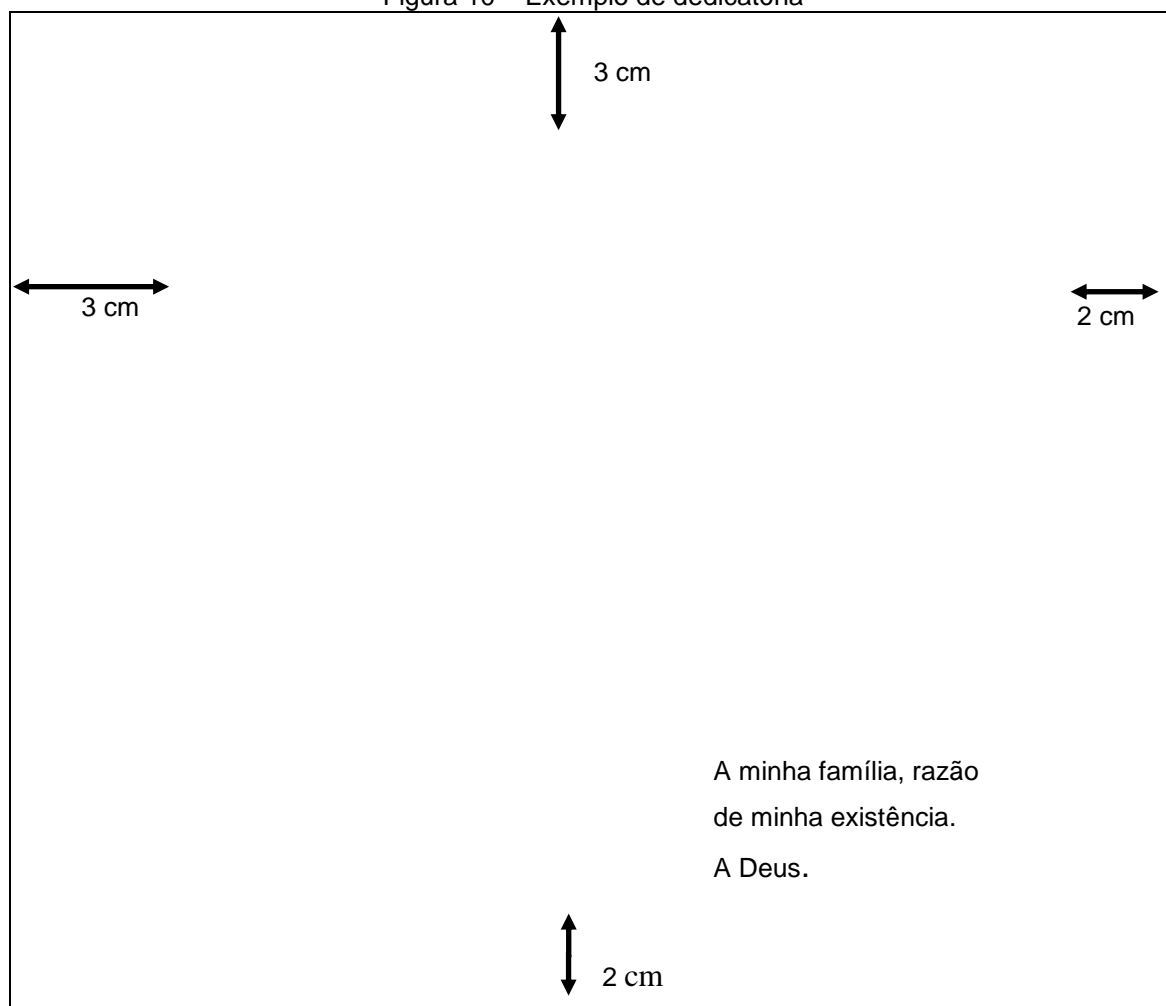 Figura 10 – Exemplo de dedicatória
3 cm
3 cm
2 cm
A minha família, razão
de minha existência.
A Deus.
2 cm